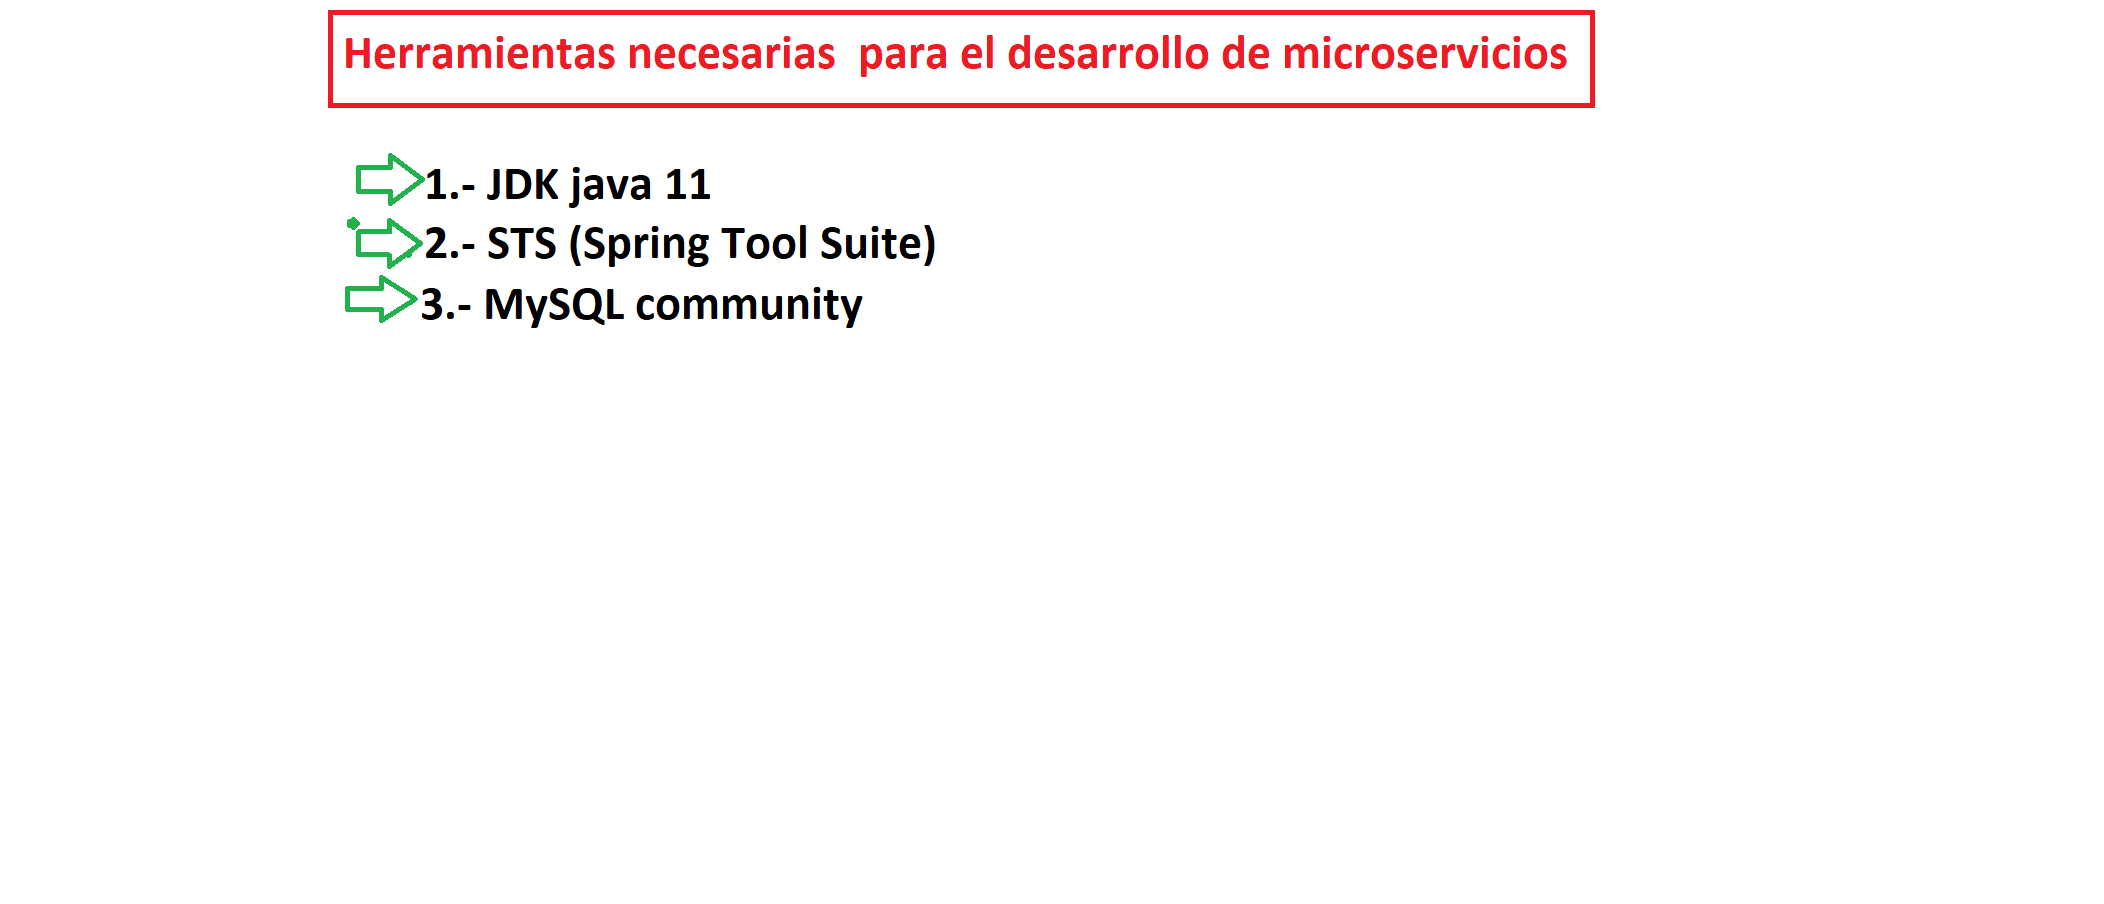 Herramientas necesarias  para el desarrollo de microservicios
1.- JDK java 11
2.- STS (Spring Tool Suite)
3.- MySQL community